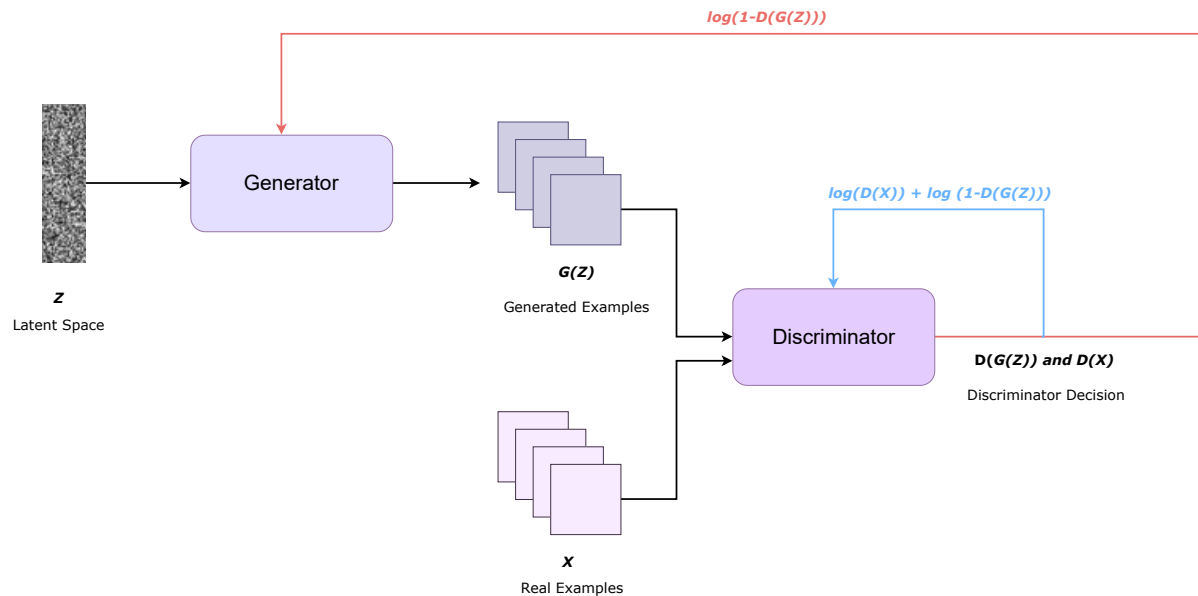 log(1-D(G(Z)))
Generator
log(D(X)) + log (1-D(G(Z)))
G(Z)
Generated Examples
Z
Latent Space
Discriminator
D(G(Z)) and D(X)
Discriminator Decision
X
Real Examples